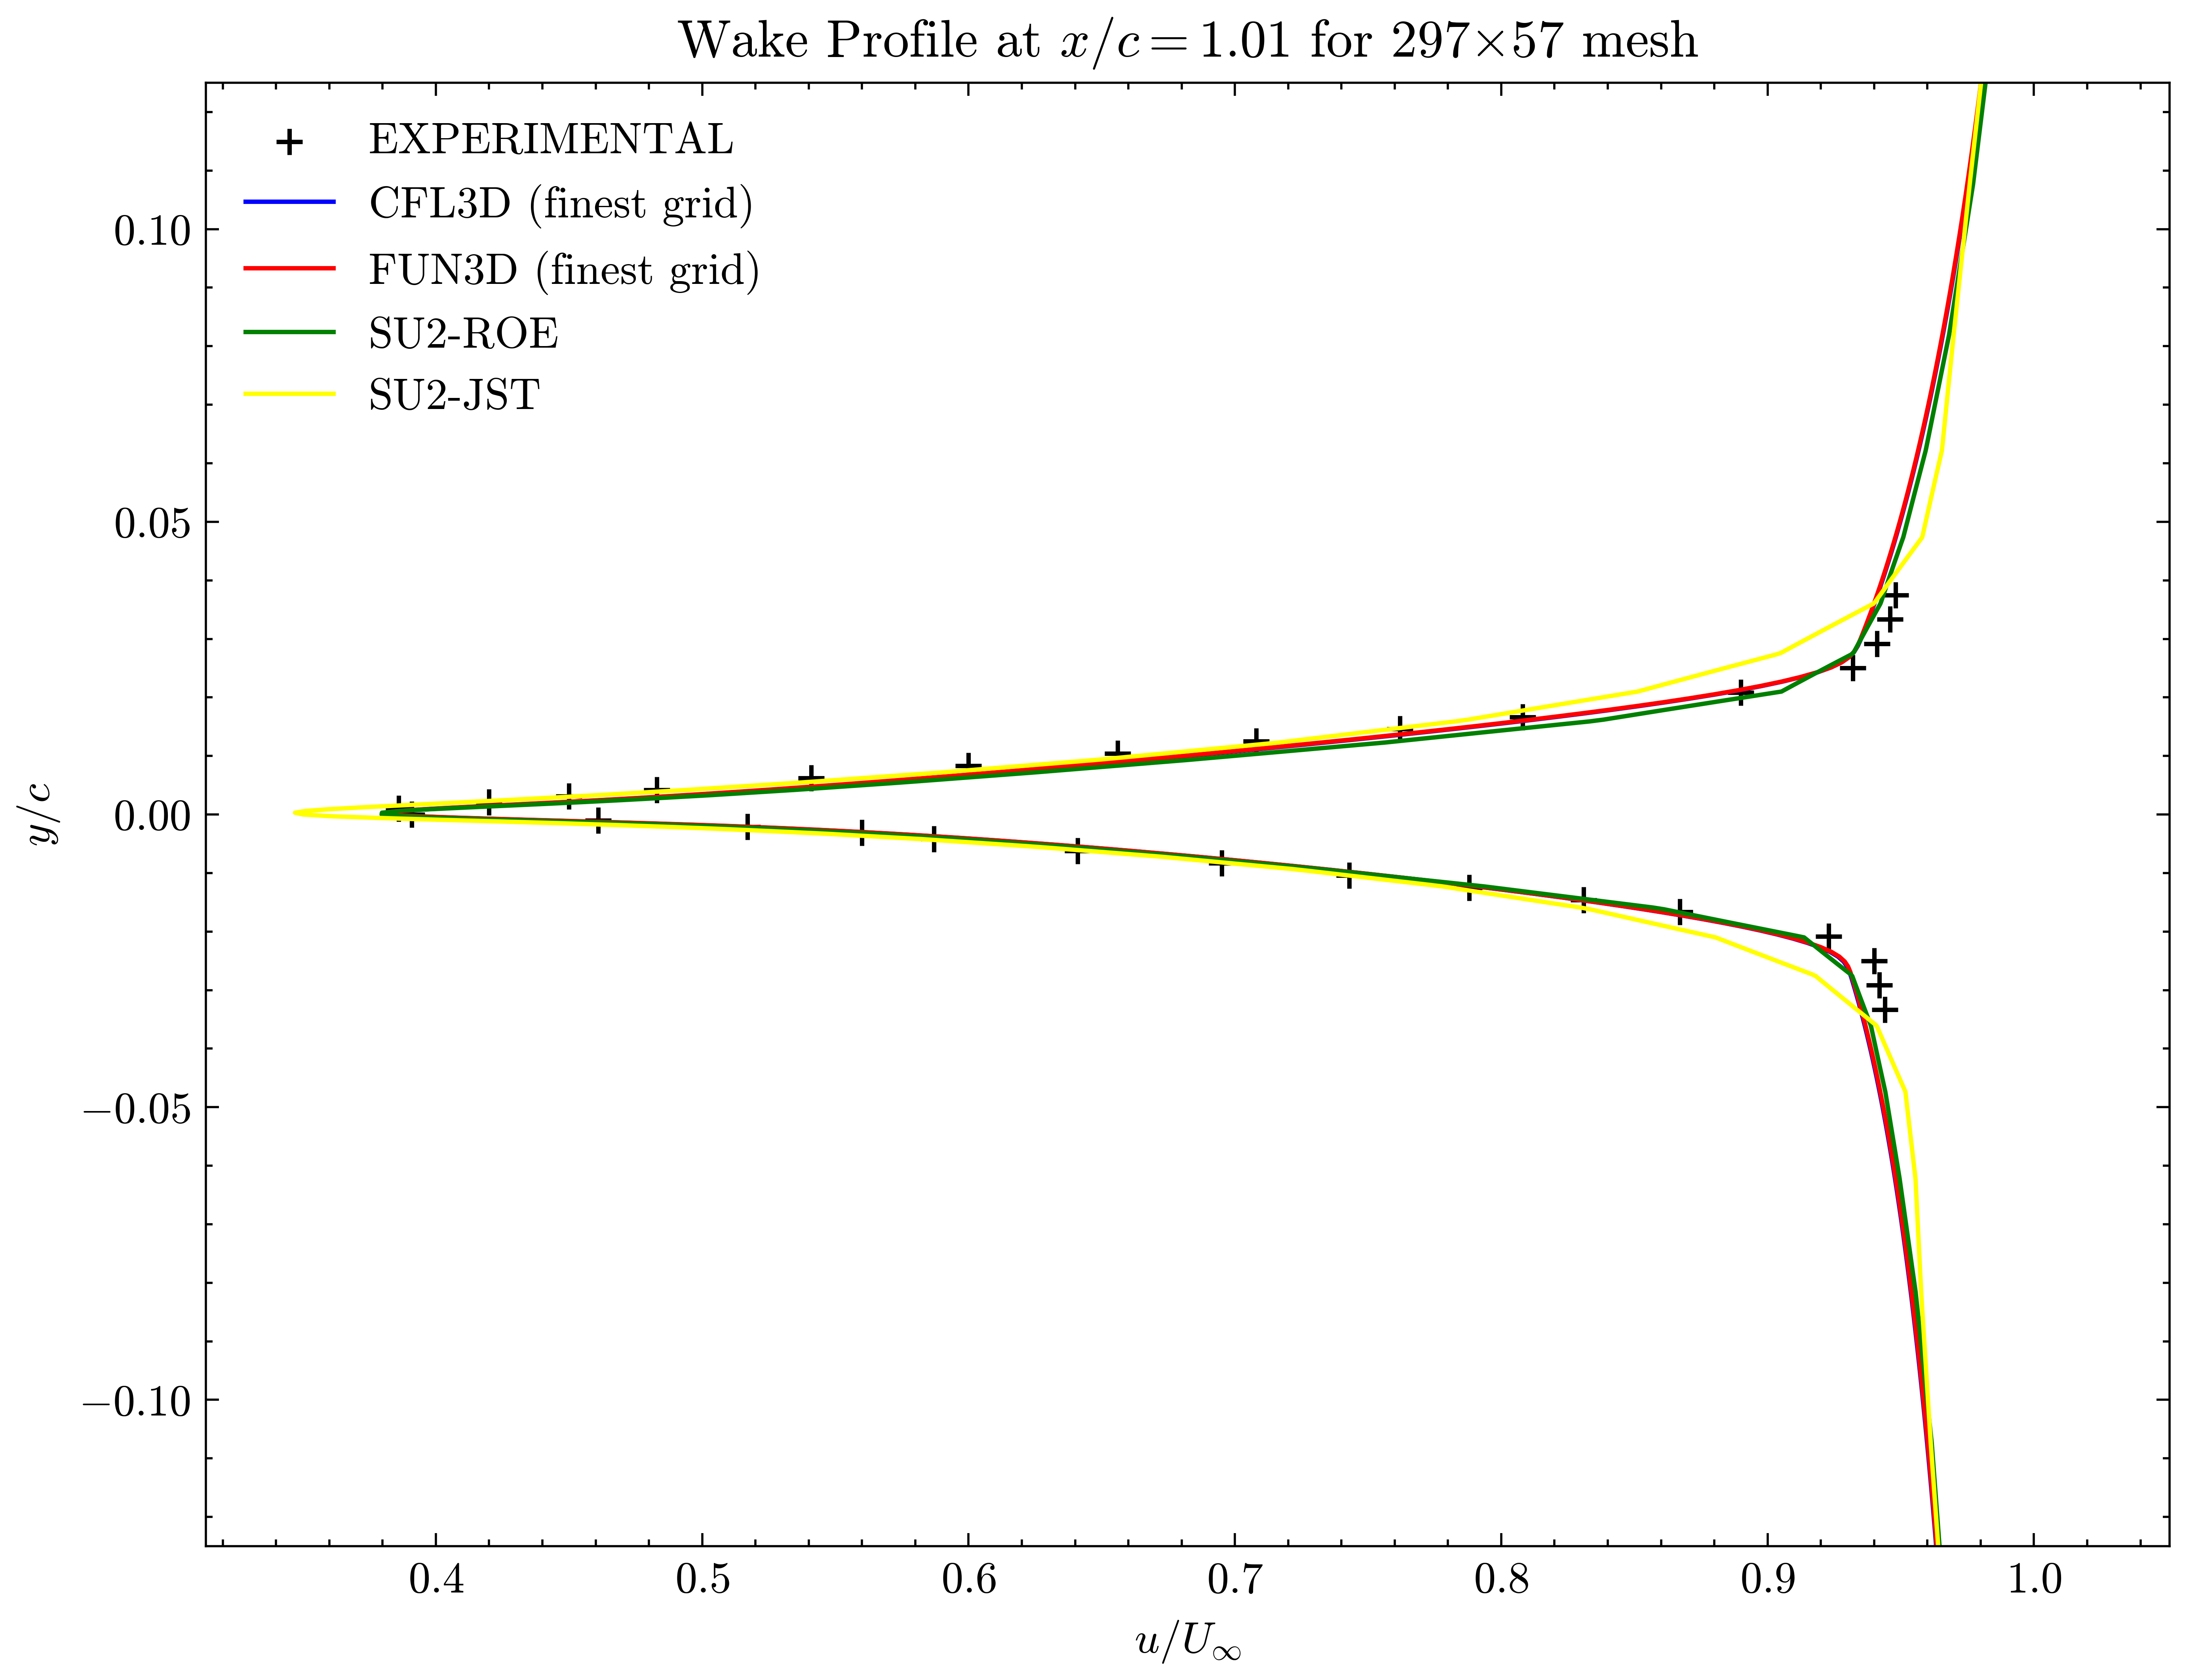 Wake Profile at x/c = 1.01 for 297×57 mesh
EXPERIMENTAL
CFL3D (finest grid)
FUN3D (finest grid)
SU2-ROE
SU2-JST
0.10
0.05
0.00
−0.05
−0.10
y/c
0.4 0.5 0.6 0.7 0.8 0.9 1.0
u/U∞